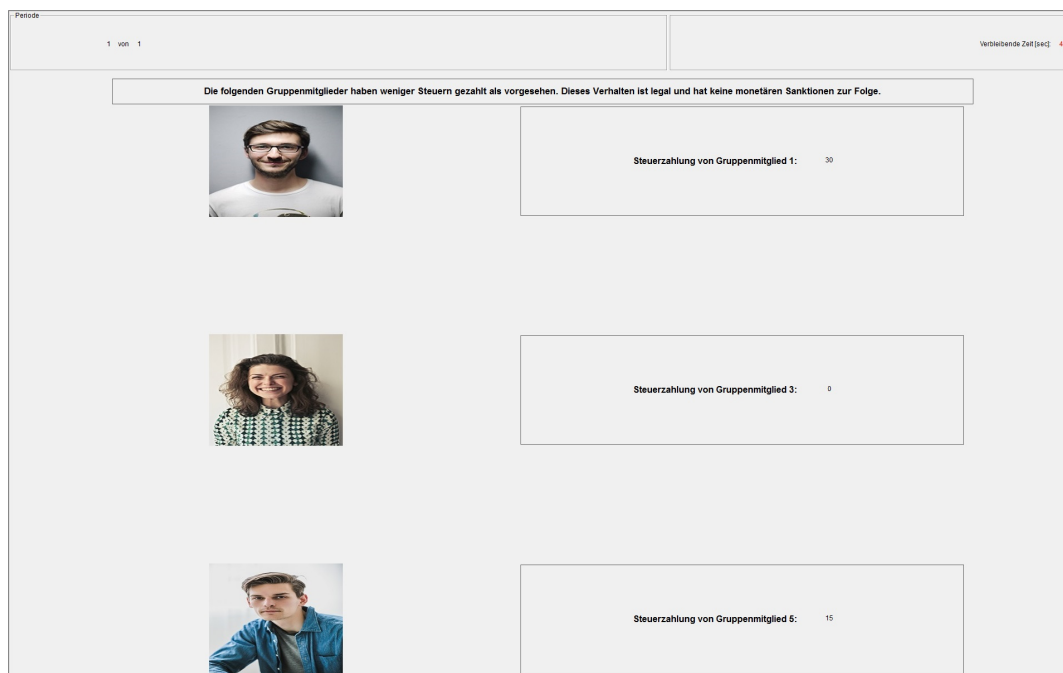 Periode
1 von 1
Verbleibende Zeit [sec]: 4
Die folgenden Gruppenmitglieder haben weniger Steuern gezahlt als vorgesehen. Dieses Verhalten ist legal und hat keine monetären Sanktionen zur Folge.
Steuerzahlung von Gruppenmitglied 1: 30
Steuerzahlung von Gruppenmitglied 3: 0
Steuerzahlung von Gruppenmitglied 5: 15